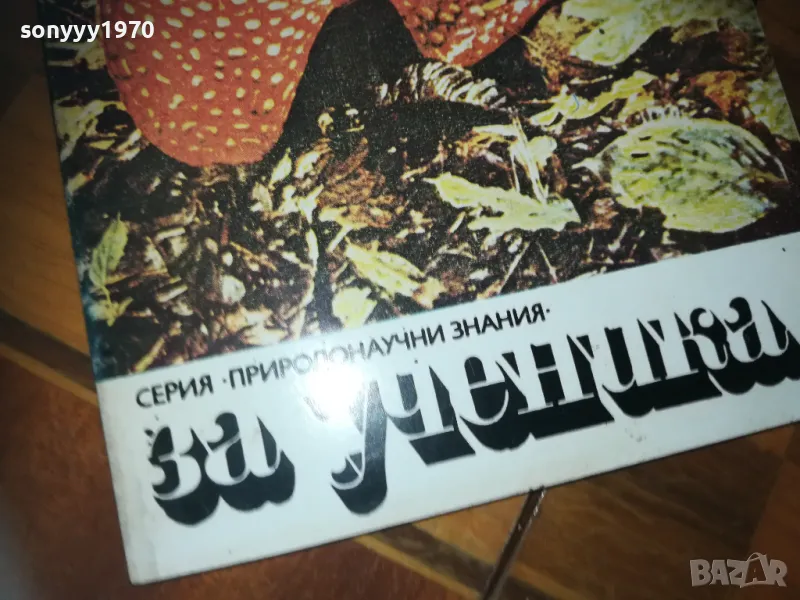 sonyyy1970
СЕРИЯ ·ПРИРОДОНАУЧНИ ЗНАНИЯ·
за ученика
BAZAR